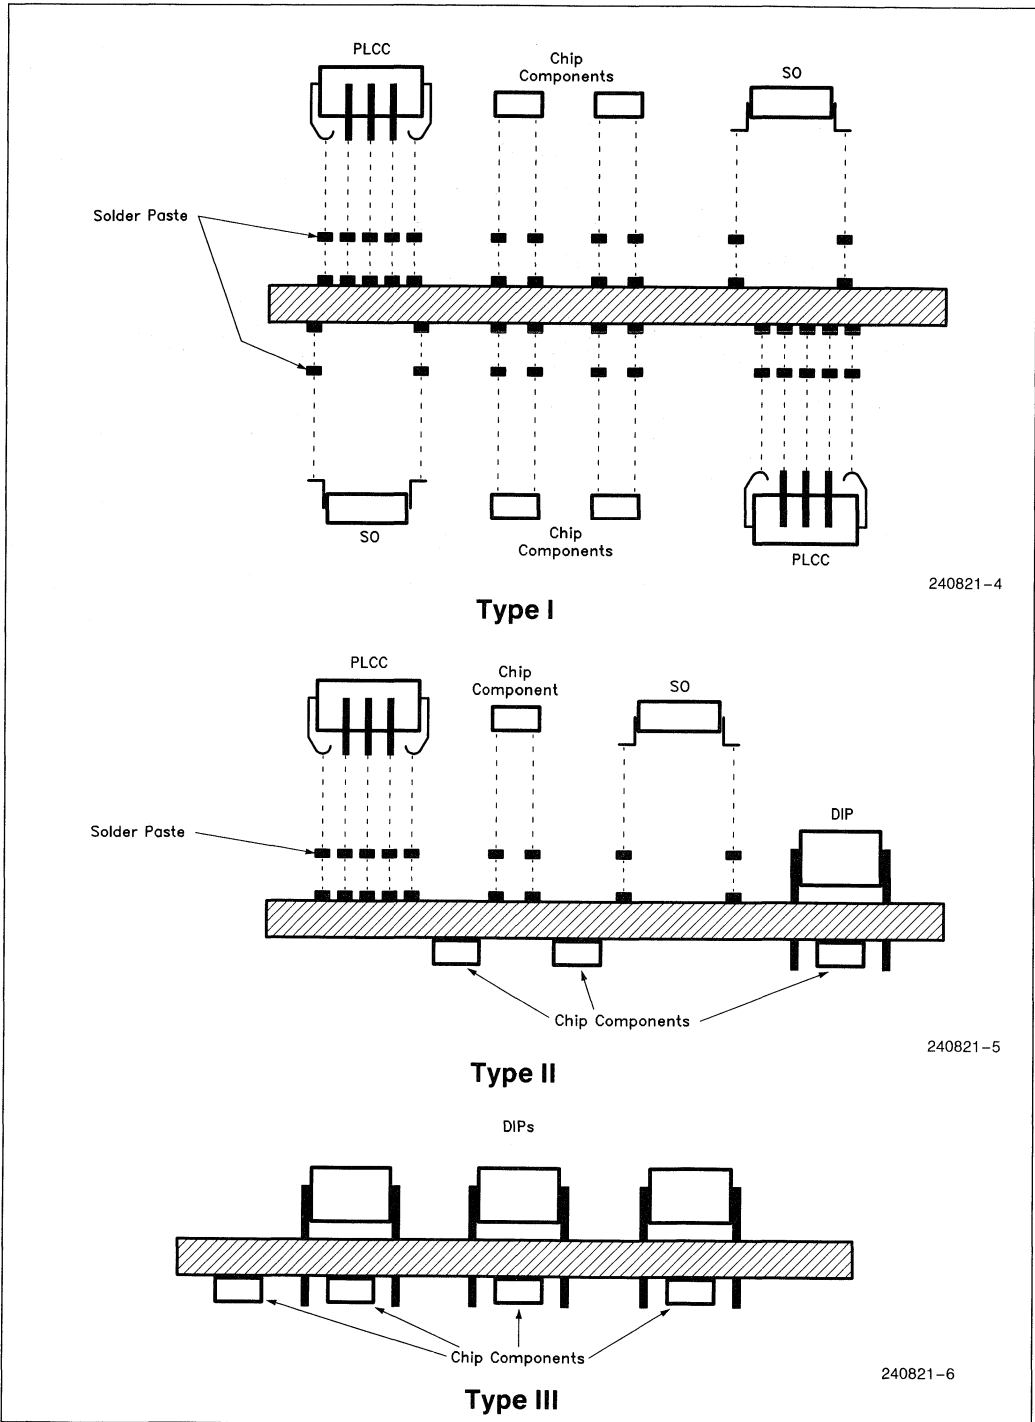 PLCC
Chip
Components
SO
Solder Paste
SO
Chip
Components
PLCC
240821-4
Type I
PLCC
Chip
Component
SO
DIP
Solder Paste
Chip Components
240821-5
Type II
DIPs
Chip Components
240821-6
Type III